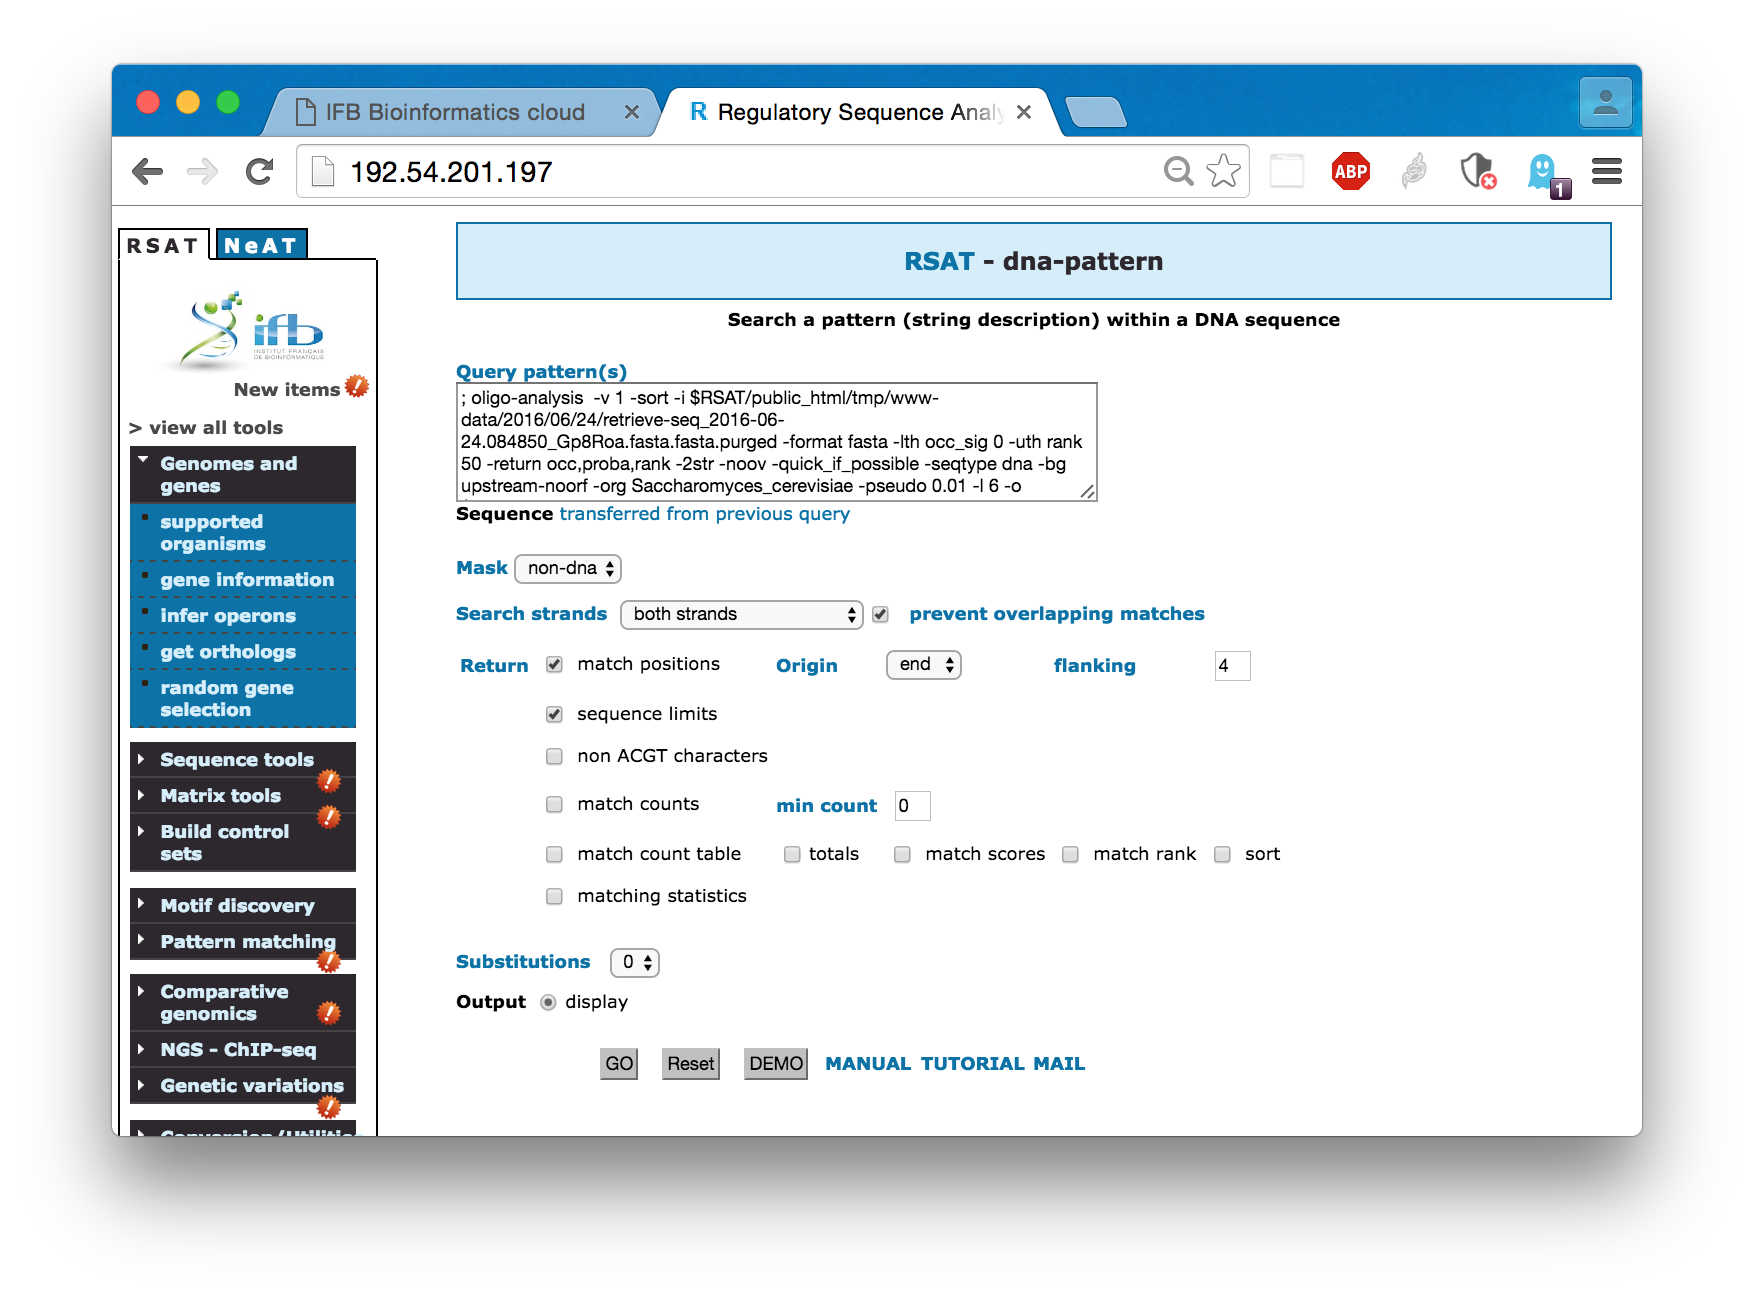 IFB Bioinformatics cloud
R Regulatory Sequence Anal
192.54.201.197
ABP
1
RSAT NeAT
ifb
INSTITUT FRANÇAIS
DE BIOINFORMATIQUE
New items
> view all tools
Genomes and
genes
supported
organisms
gene information
infer operons
get orthologs
random gene
selection
Sequence tools
Matrix tools
Build control
sets
Motif discovery
Pattern matching
Comparative
genomics
NGS - ChIP-seq
Genetic variations
RSAT - dna-pattern
Search a pattern (string description) within a DNA sequence
Query pattern(s)
; oligo-analysis  -v 1 -sort -i $RSAT/public_html/tmp/www-
data/2016/06/24/retrieve-seq_2016-06-
24.084850_Gp8Roa.fasta.fasta.purged -format fasta -lth occ_sig 0 -uth rank
50 -return occ,proba,rank -2str -noov -quick_if_possible -seqtype dna -bg
upstream-noorf -org Saccharomyces_cerevisiae -pseudo 0.01 -l 6 -o
Sequence transferred from previous query
Mask non-dna
Search strands both strands prevent overlapping matches
Return match positions Origin end flanking 4
sequence limits
non ACGT characters
match counts min count 0
match count table totals match scores match rank sort
matching statistics
Substitutions 0
Output display
GO Reset DEMO MANUAL TUTORIAL MAIL